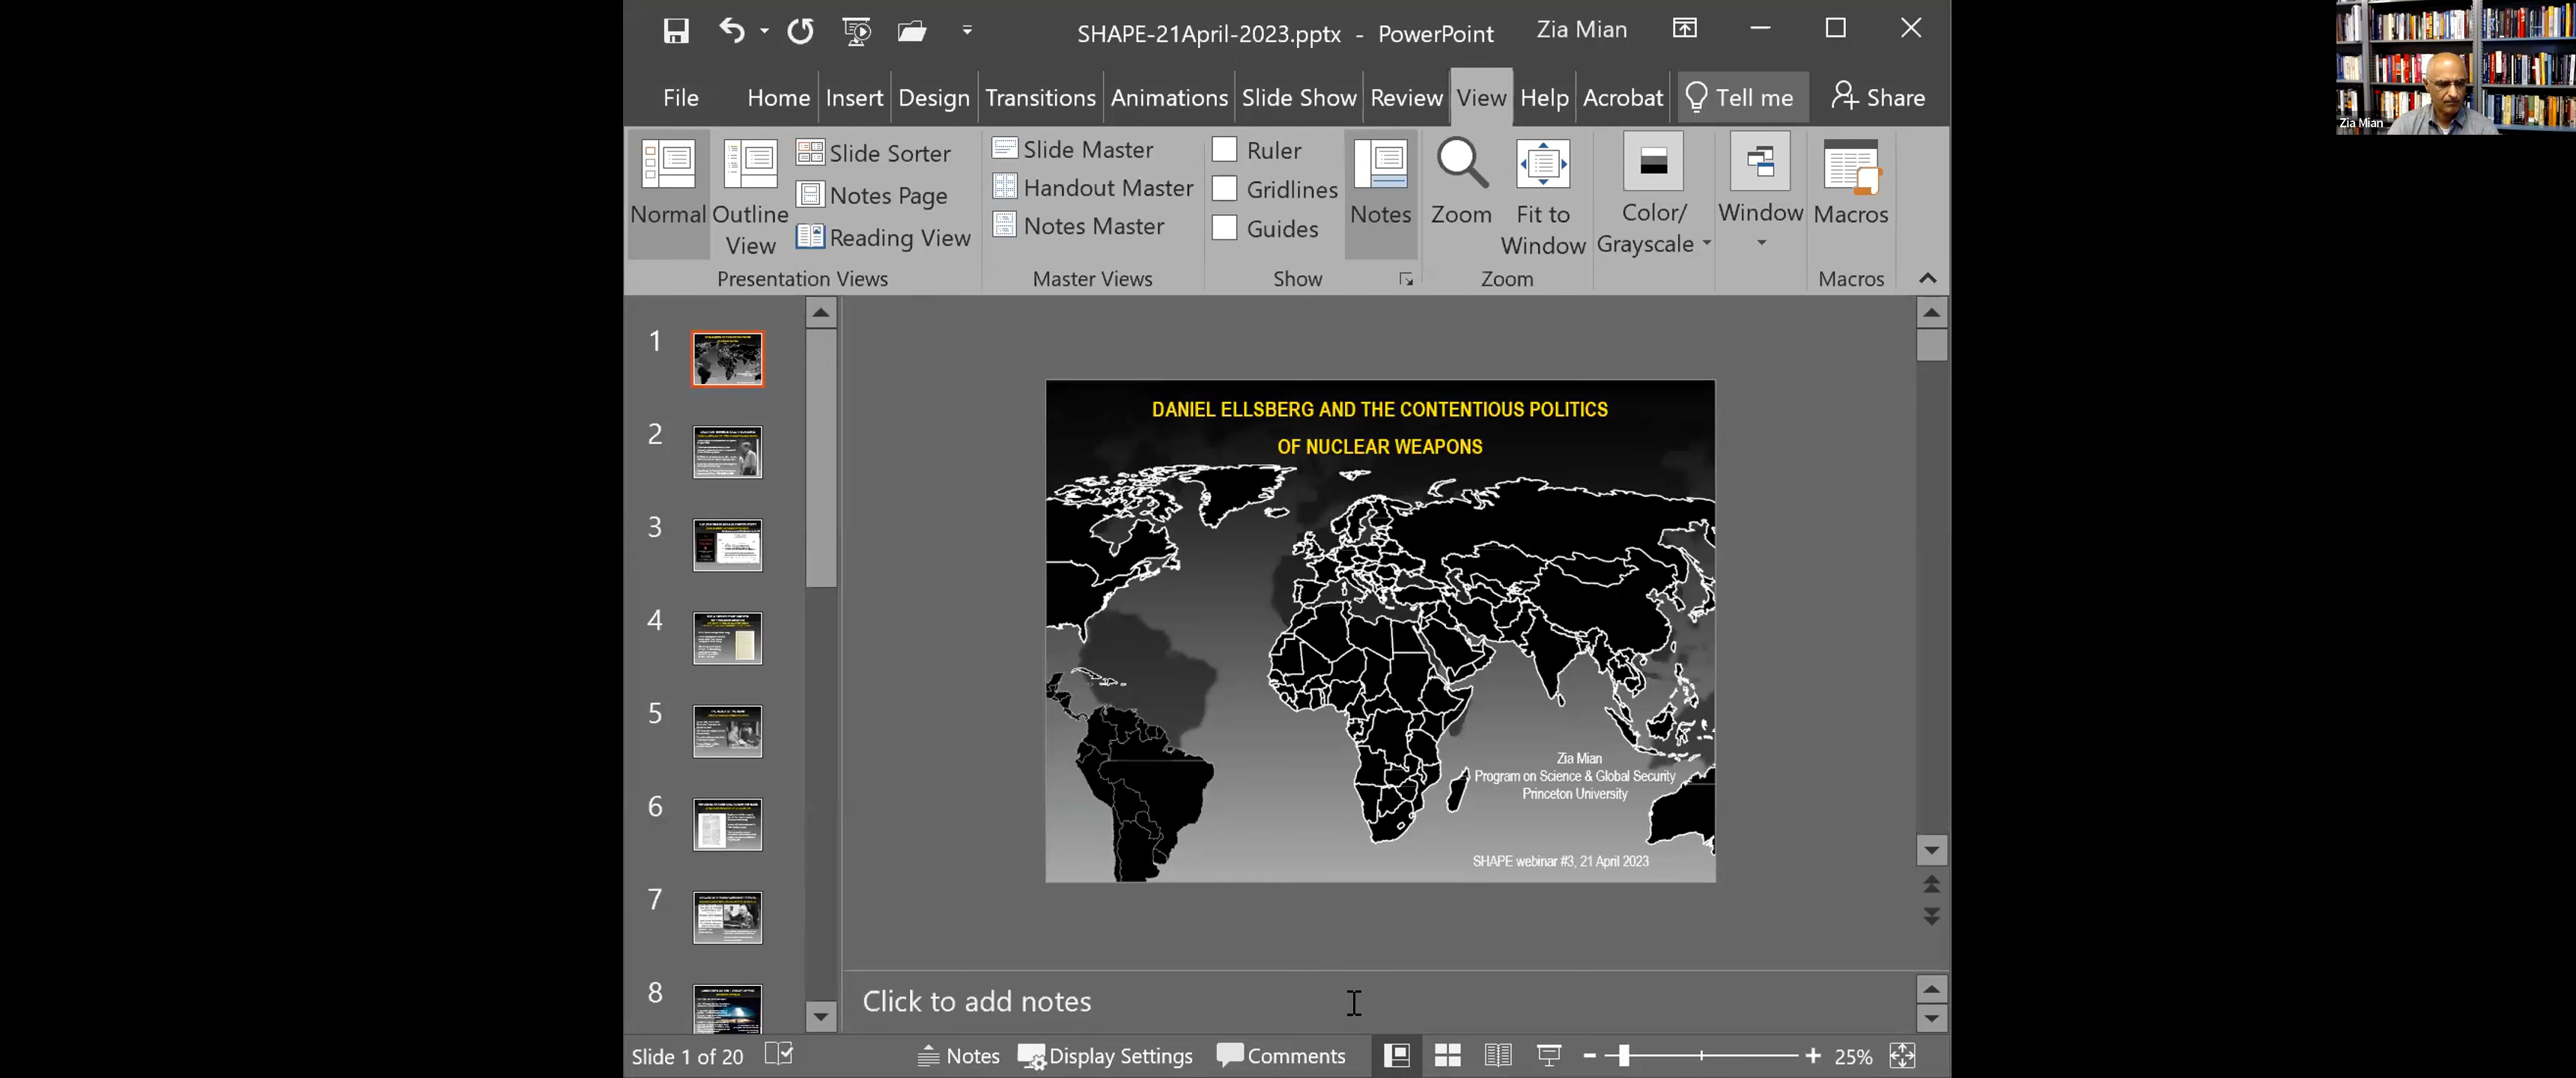 SHAPE-21April-2023.pptx - PowerPoint
Zia Mian
File Home Insert Design Transitions Animations Slide Show Review View Help Acrobat Tell me Share
Normal
Outline View
Slide Sorter
Notes Page
Reading View
Presentation Views
Slide Master
Handout Master
Notes Master
Master Views
Ruler
Gridlines
Guides
Show
Notes
Zoom
Fit to Window
Zoom
Color/ Grayscale
Window
Macros
Macros
1
2
3
4
5
6
7
8
DANIEL ELLSBERG AND THE CONTENTIOUS POLITICS
OF NUCLEAR WEAPONS
Zia Mian
Program on Science & Global Security
Princeton University
SHAPE webinar #3, 21 April 2023
Click to add notes
Slide 1 of 20
Notes Display Settings Comments 25%
Zia Mian